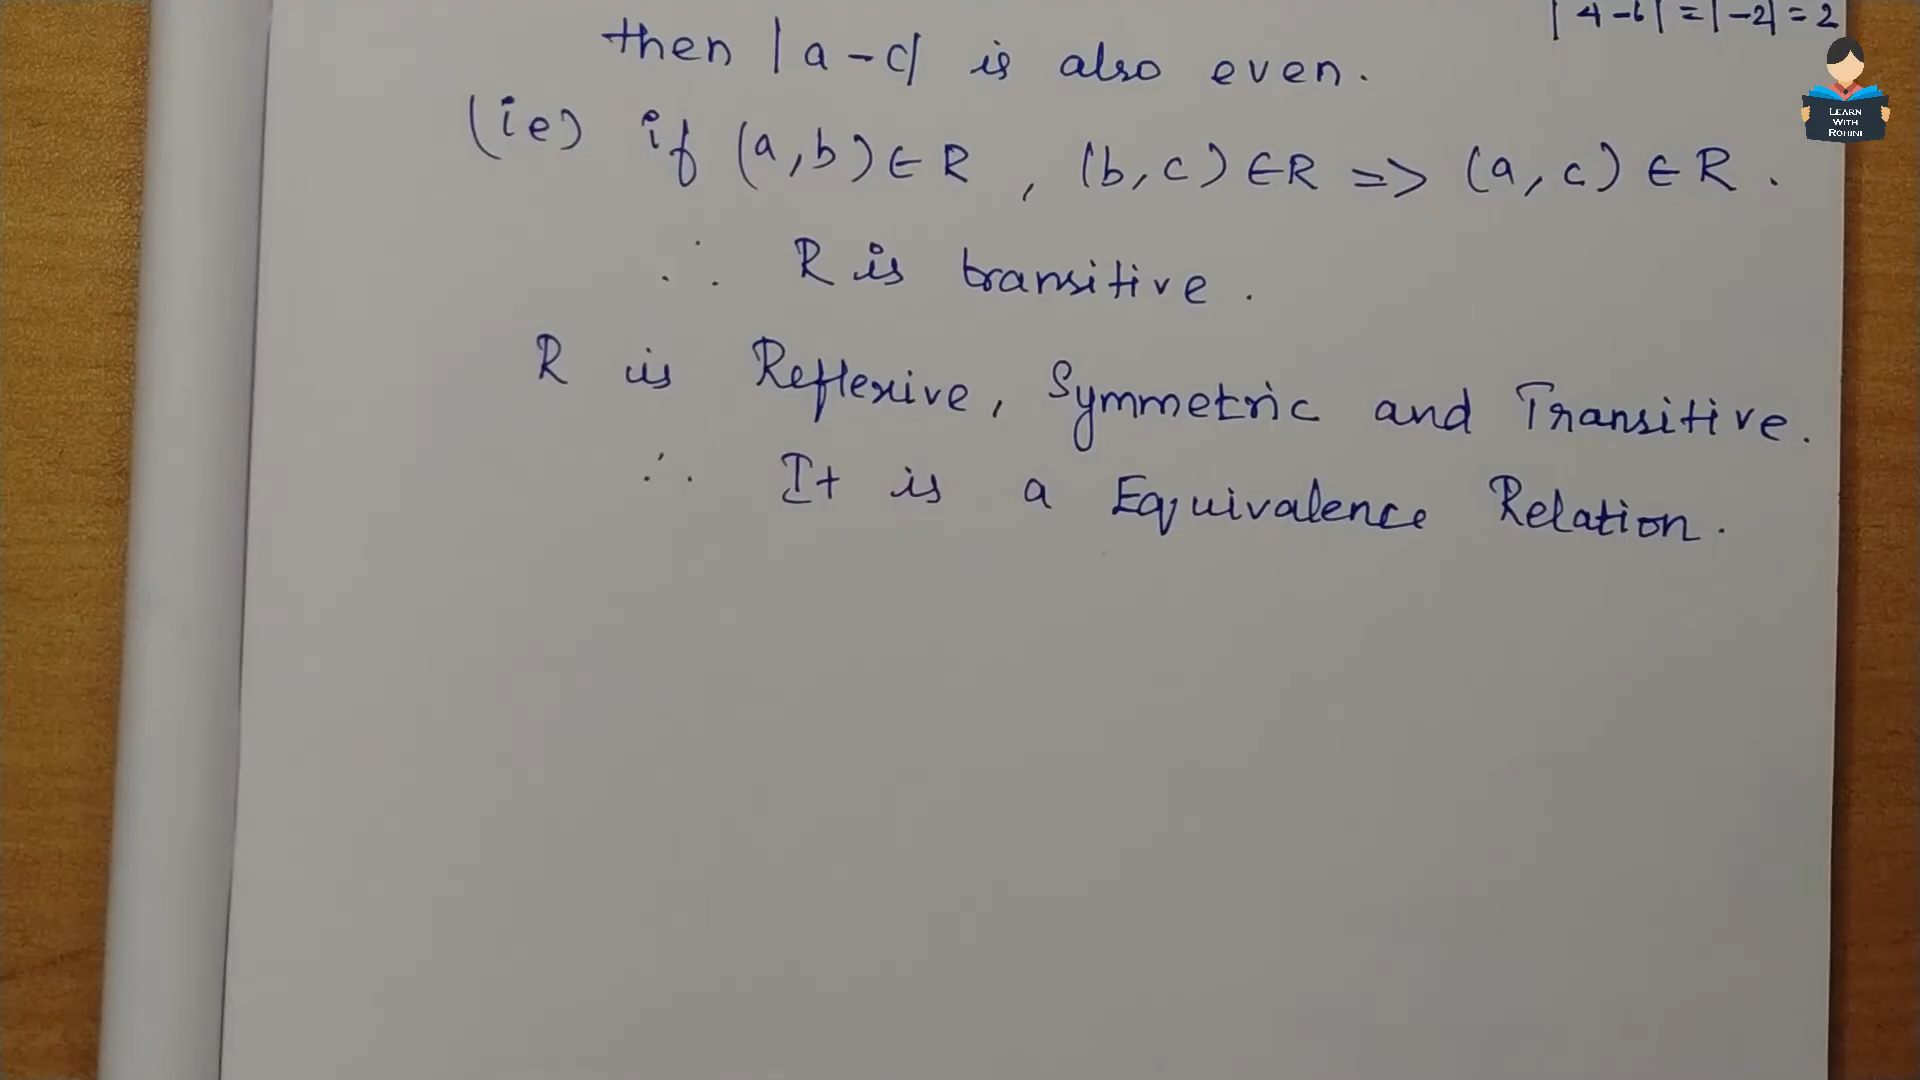 |4-6|=|-2|=2
then |a-c| is also even.
(ie) if (a,b)∈R , (b,c)∈R => (a,c)∈R.
∴ R is transitive.
R is Reflexive, Symmetric and Transitive.
∴ It is a Equivalence Relation.
LEARN
WITH
ROHINI